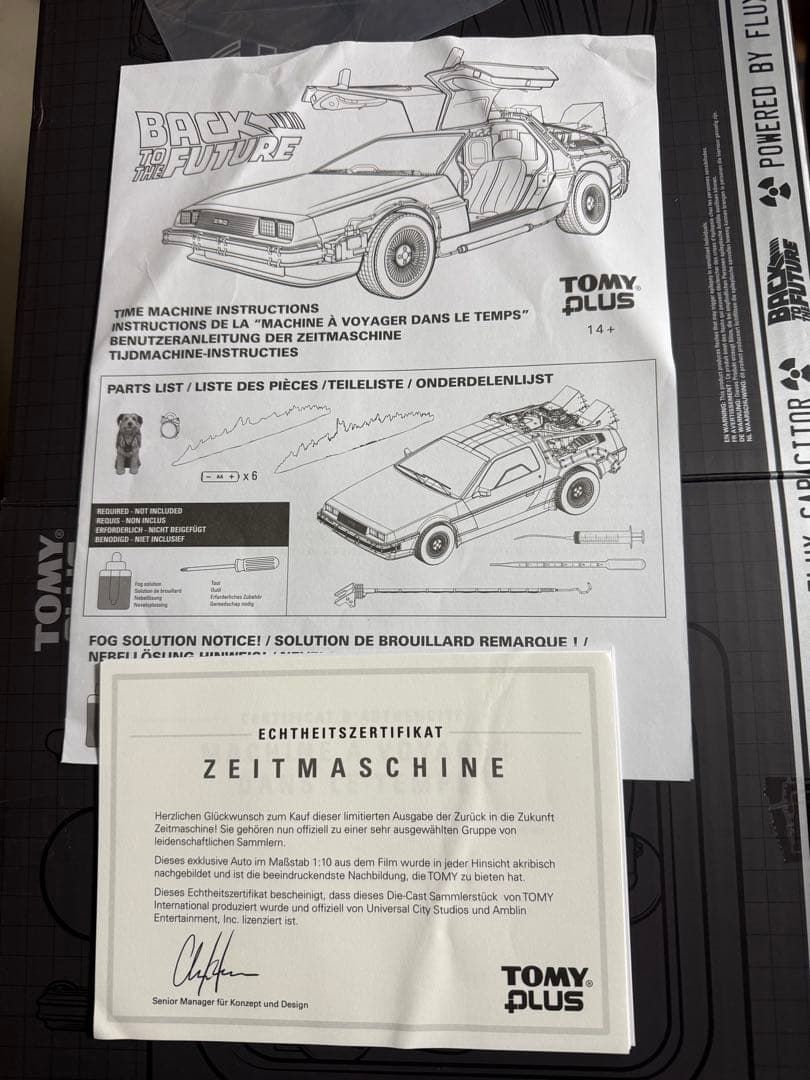 BACK
TO THE FUTURE
TOMY®
PLUS
14+
TIME MACHINE INSTRUCTIONS
INSTRUCTIONS DE LA “MACHINE À VOYAGER DANS LE TEMPS”
BENUTZERANLEITUNG DER ZEITMASCHINE
TIJDMACHINE-INSTRUCTIES
PARTS LIST / LISTE DES PIÈCES /TEILELISTE / ONDERDELENLIJST
- AA + x 6
REQUIRED - NOT INCLUDED
REQUIS - NON INCLUS
ERFORDERLICH - NICHT BEIGEFÜGT
BENODIGD - NIET INCLUSIEF
Fog solution
Solution de brouillard
Nebellösung
Neveloplossing
Tool
Outil
Erforderliches Zubehör
Gereedschap nodig
FOG SOLUTION NOTICE! / SOLUTION DE BROUILLARD REMARQUE ! /
NEBELLÖSUNG HINWEIS! /
ECHTHEITSZERTIFIKAT
ZEITMASCHINE
Herzlichen Glückwunsch zum Kauf dieser limitierten Ausgabe der Zurück in die Zukunft
Zeitmaschine! Sie gehören nun offiziell zu einer sehr ausgewählten Gruppe von
leidenschaftlichen Sammlern.
Dieses exklusive Auto im Maßstab 1:10 aus dem Film wurde in jeder Hinsicht akribisch
nachgebildet und ist die beeindruckendste Nachbildung, die TOMY zu bieten hat.
Dieses Echtheitszertifikat bescheinigt, dass dieses Die-Cast Sammlerstück von TOMY
International produziert wurde und offiziell von Universal City Studios und Amblin
Entertainment, Inc. lizenziert ist.
Senior Manager für Konzept und Design
TOMY®
PLUS
TOMY®
POWERED BY FLUX
BACK TO THE FUTURE
FLUX CAPACITOR